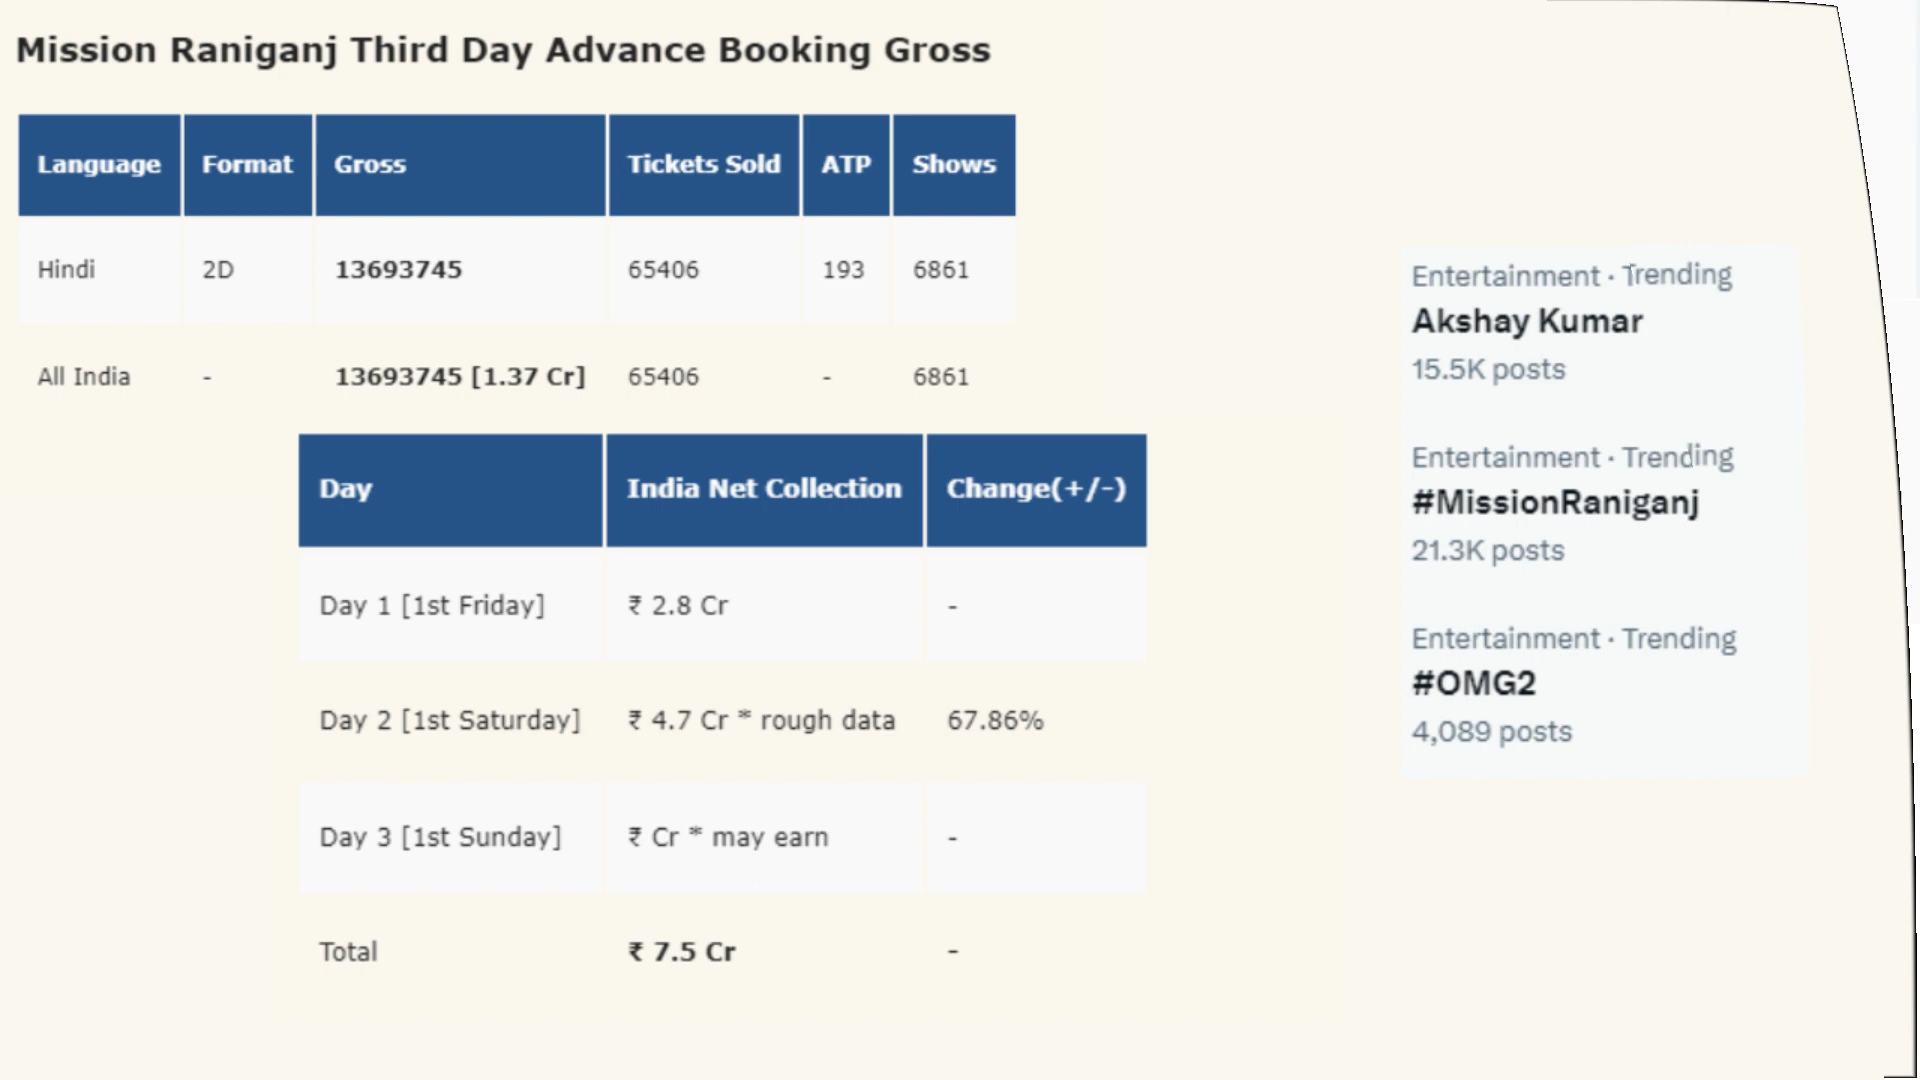 Mission Raniganj Third Day Advance Booking Gross
Language Format Gross Tickets Sold ATP Shows
Hindi 2D 13693745 65406 193 6861
All India - 13693745 [1.37 Cr] 65406 - 6861
Day India Net Collection Change(+/-)
Day 1 [1st Friday] ₹ 2.8 Cr -
Day 2 [1st Saturday] ₹ 4.7 Cr * rough data 67.86%
Day 3 [1st Sunday] ₹ Cr * may earn -
Total ₹ 7.5 Cr -
Entertainment · Trending
Akshay Kumar
15.5K posts
Entertainment · Trending
#MissionRaniganj
21.3K posts
Entertainment · Trending
#OMG2
4,089 posts